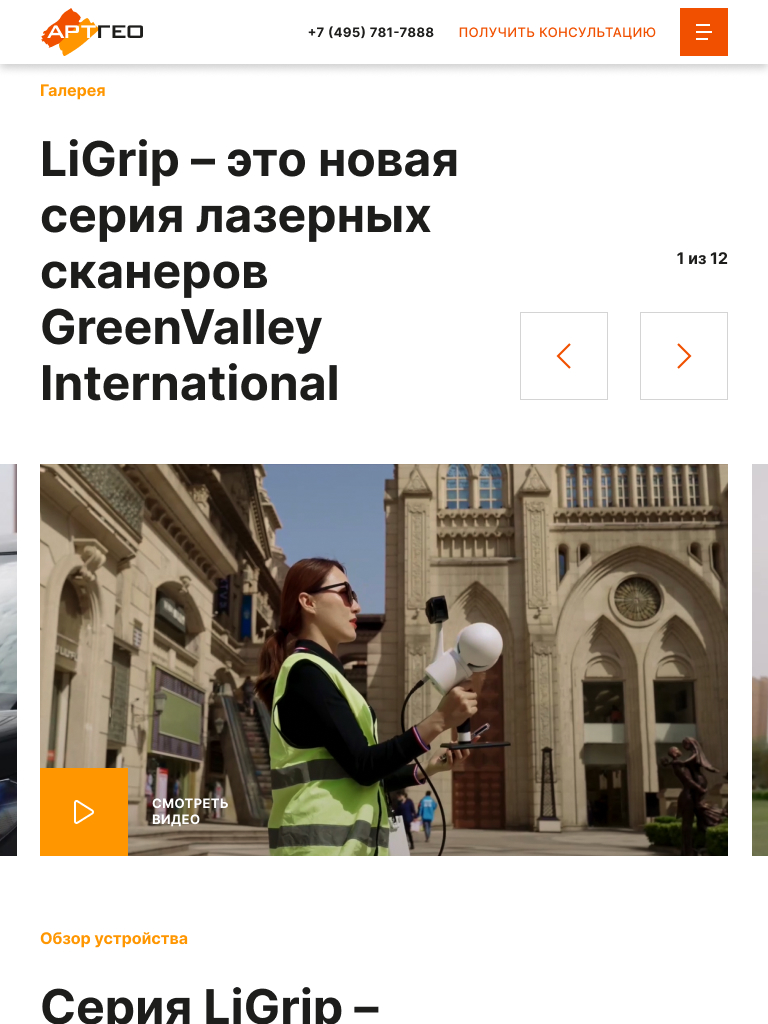 АРТГЕО
+7 (495) 781-7888
ПОЛУЧИТЬ КОНСУЛЬТАЦИЮ
Галерея
LiGrip – это новая
серия лазерных
сканеров
GreenValley
International
1 из 12
СМОТРЕТЬ
ВИДЕО
Обзор устройства
Серия LiGrip –